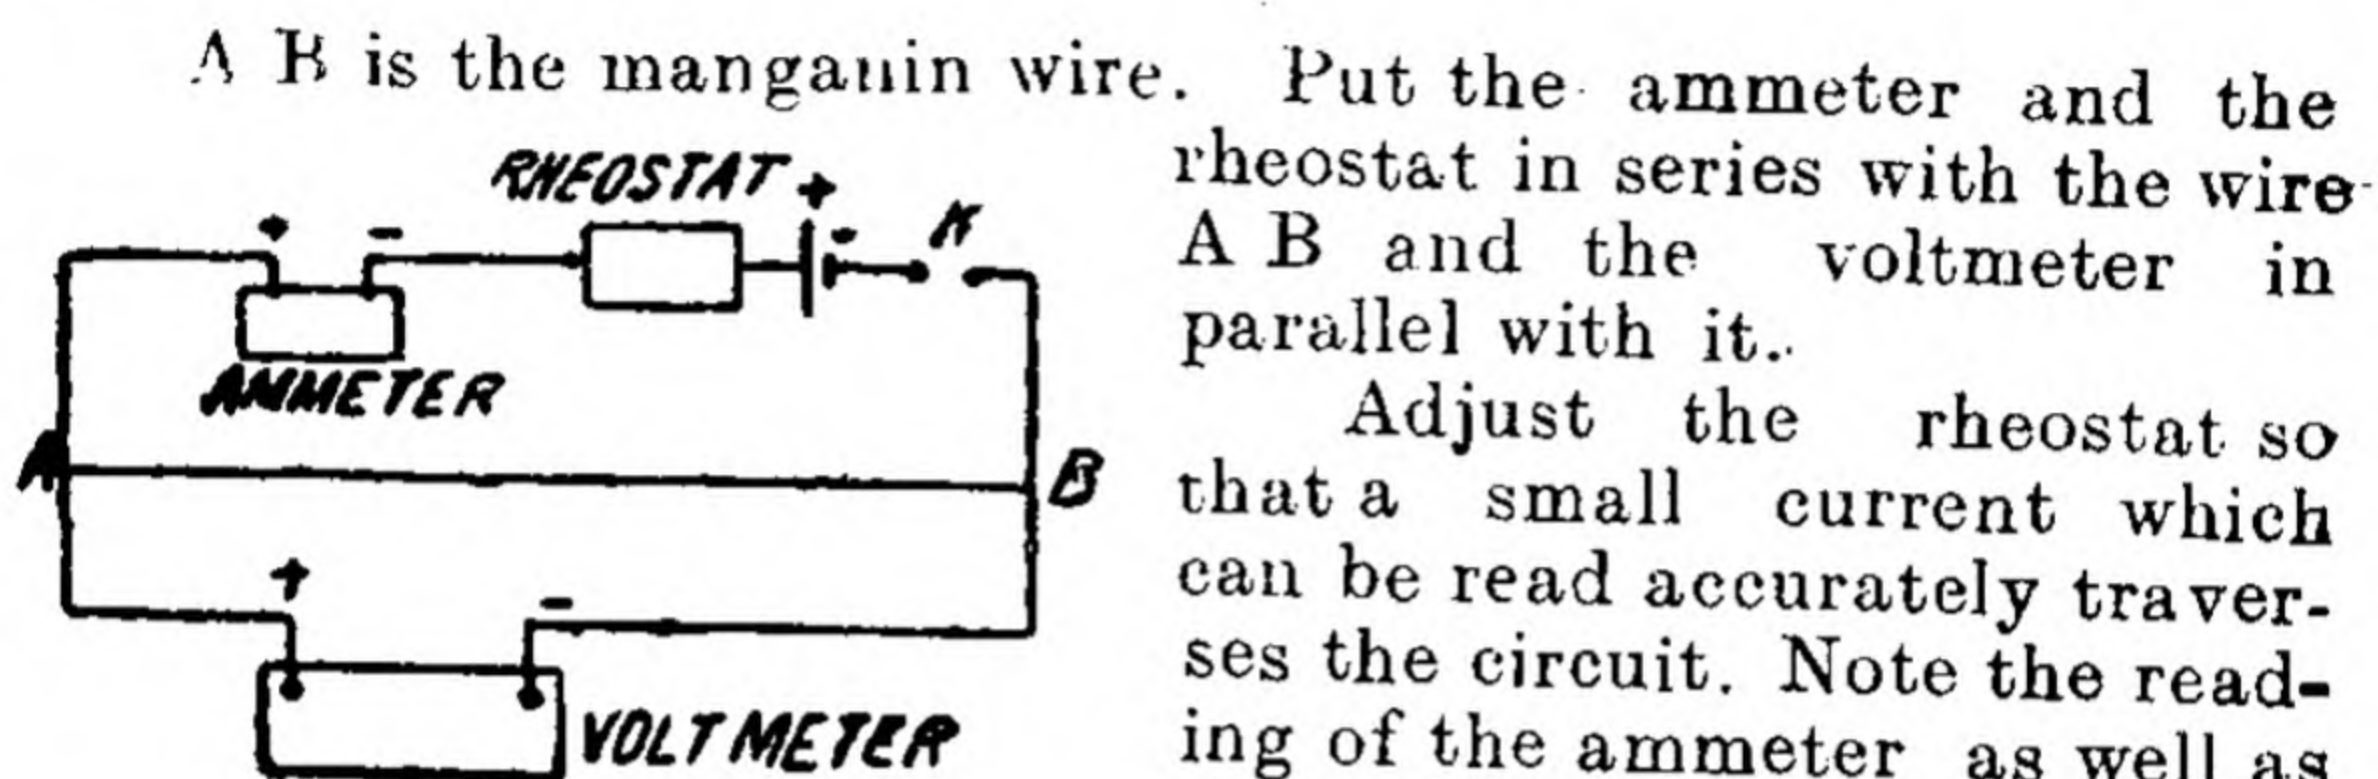 A B is the manganin wire. Put the ammeter and the
rheostat in series with the wire
A B and the voltmeter in
parallel with it.
Adjust the rheostat so
that a small current which
can be read accurately traver-
ses the circuit. Note the read-
ing of the ammeter as well as
RHEOSTAT +
+ - - K
AMMETER
A B
+ -
VOLTMETER